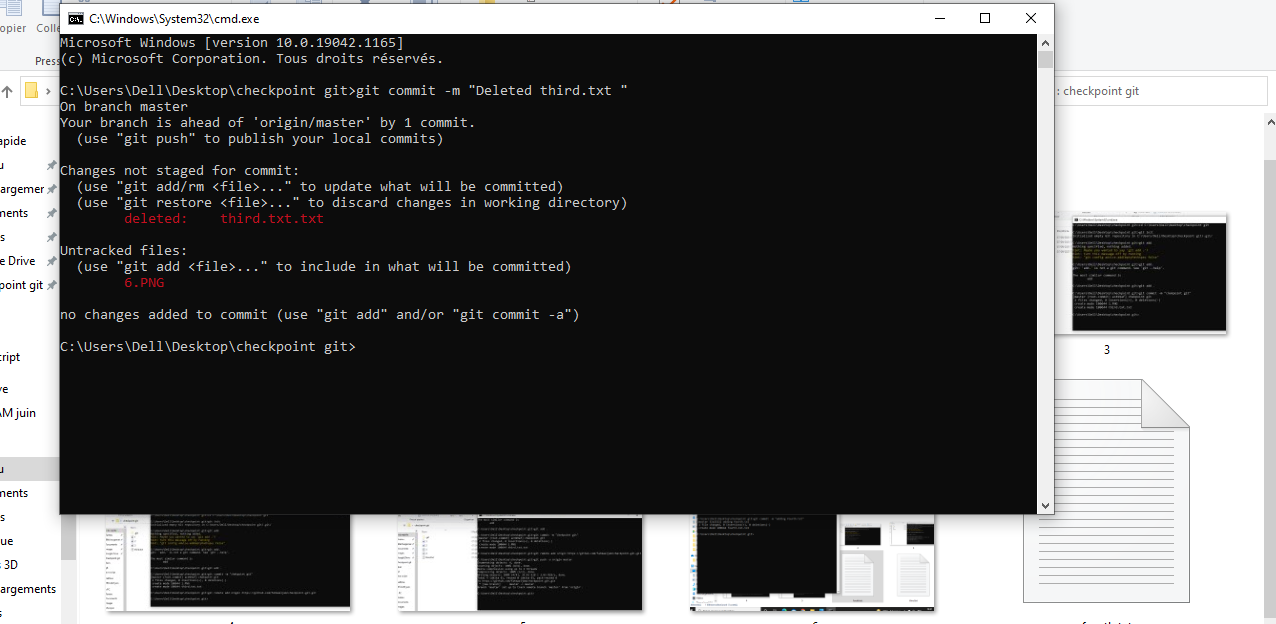 C:\Windows\System32\cmd.exe
Microsoft Windows [version 10.0.19042.1165]
(c) Microsoft Corporation. Tous droits réservés.
C:\Users\Dell\Desktop\checkpoint git>git commit -m "Deleted third.txt "
On branch master
Your branch is ahead of 'origin/master' by 1 commit.
(use "git push" to publish your local commits)
Changes not staged for commit:
(use "git add/rm <file>..." to update what will be committed)
(use "git restore <file>..." to discard changes in working directory)
deleted:    third.txt.txt
Untracked files:
(use "git add <file>..." to include in what will be committed)
6.PNG
no changes added to commit (use "git add" and/or "git commit -a")
C:\Users\Dell\Desktop\checkpoint git>
opier Colle
Press
: checkpoint git
apide
u
argemer
ments
s
e Drive
point git
cript
ve
AM juin
u
ments
s
ue
s 3D
argements
s
3